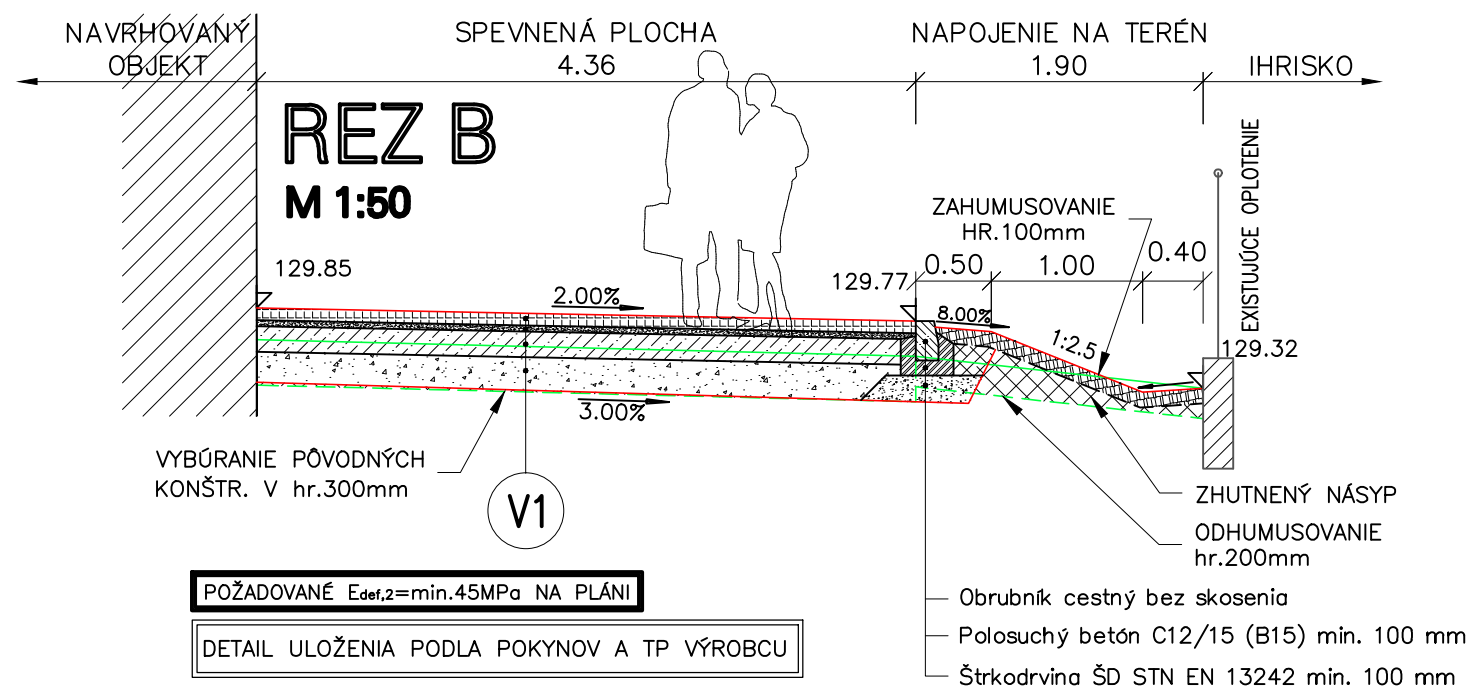 NAVRHOVANÝ
OBJEKT
SPEVNENÁ PLOCHA
4.36
NAPOJENIE NA TERÉN
1.90
IHRISKO
REZ B
M 1:50
EXISTUJÚCE OPLOTENIE
ZAHUMUSOVANIE
HR.100mm
129.85
129.77
0.50
1.00
0.40
2.00%
8.00%
1:2.5
129.32
3.00%
VYBÚRANIE PÔVODNÝCH
KONŠTR. V hr.300mm
V1
ZHUTNENÝ NÁSYP
ODHUMUSOVANIE
hr.200mm
POŽADOVANÉ Edef,2=min.45MPa NA PLÁNI
DETAIL ULOŽENIA PODLA POKYNOV A TP VÝROBCU
Obrubník cestný bez skosenia
Polosuchý betón C12/15 (B15) min. 100 mm
Štrkodrvina ŠD STN EN 13242 min. 100 mm